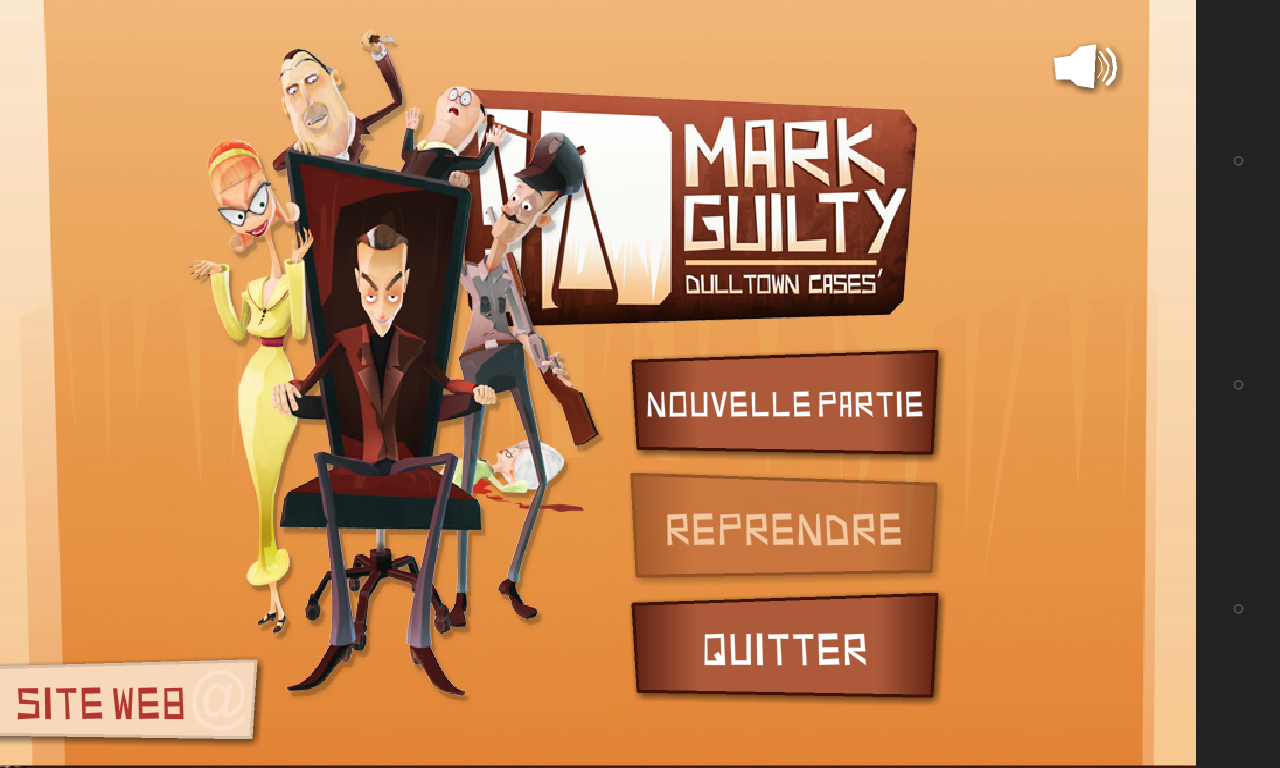 MARK
GUILTY
DULLTOWN CASES'
NOUVELLE PARTIE
REPRENDRE
QUITTER
SITE WEB @